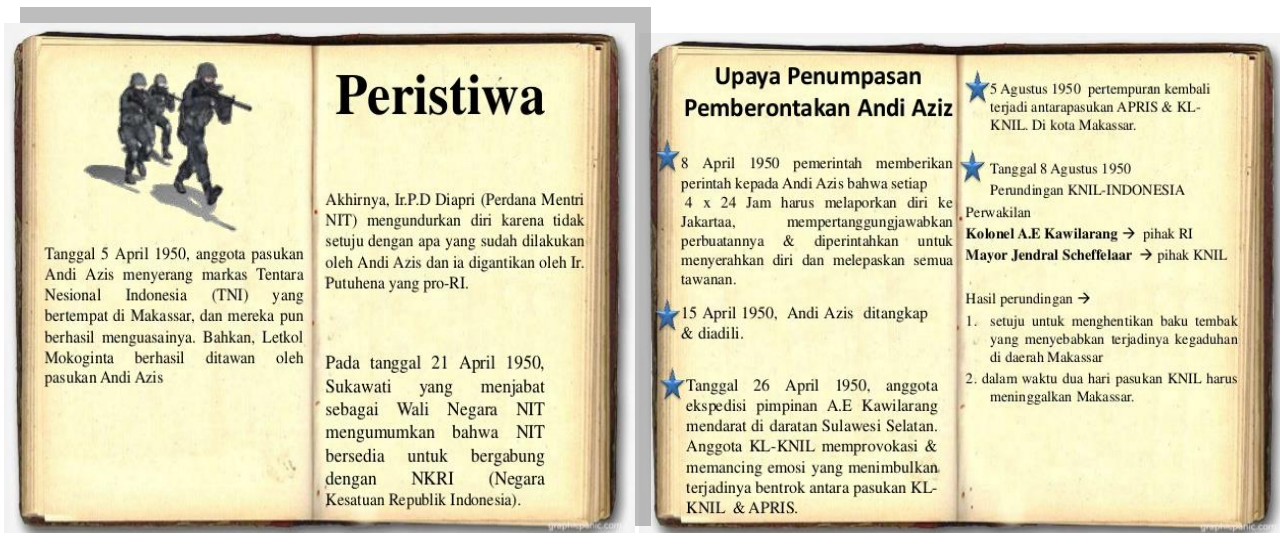 Tanggal 5 April 1950, anggota pasukan
Andi Azis menyerang markas Tentara
Nesional Indonesia (TNI) yang
bertempat di Makassar, dan mereka pun
berhasil menguasainya. Bahkan, Letkol
Mokoginta berhasil ditawan oleh
pasukan Andi Azis
Peristiwa
Akhirnya, Ir.P.D Diapri (Perdana Mentri
NIT) mengundurkan diri karena tidak
setuju dengan apa yang sudah dilakukan
oleh Andi Azis dan ia digantikan oleh Ir.
Putuhena yang pro-RI.
Pada tanggal 21 April 1950,
Sukawati yang menjabat
sebagai Wali Negara NIT
mengumumkan bahwa NIT
bersedia untuk bergabung
dengan NKRI (Negara
Kesatuan Republik Indonesia).
graphicpanic.com
Upaya Penumpasan
Pemberontakan Andi Aziz
8 April 1950 pemerintah memberikan
perintah kepada Andi Azis bahwa setiap
4 x 24 Jam harus melaporkan diri ke
Jakartaa, mempertanggungjawabkan
perbuatannya & diperintahkan untuk
menyerahkan diri dan melepaskan semua
tawanan.
15 April 1950, Andi Azis ditangkap
& diadili.
Tanggal 26 April 1950, anggota
ekspedisi pimpinan A.E Kawilarang
mendarat di daratan Sulawesi Selatan.
Anggota KL-KNIL memprovokasi &
memancing emosi yang menimbulkan
terjadinya bentrok antara pasukan KL-
KNIL & APRIS.
5 Agustus 1950 pertempuran kembali
terjadi antarapasukan APRIS & KL-
KNIL. Di kota Makassar.
Tanggal 8 Agustus 1950
Perundingan KNIL-INDONESIA
Perwakilan
Kolonel A.E Kawilarang → pihak RI
Mayor Jendral Scheffelaar → pihak KNIL
Hasil perundingan →
1. setuju untuk menghentikan baku tembak
yang menyebabkan terjadinya kegaduhan
di daerah Makassar
2. dalam waktu dua hari pasukan KNIL harus
meninggalkan Makassar.
graphicpanic.com